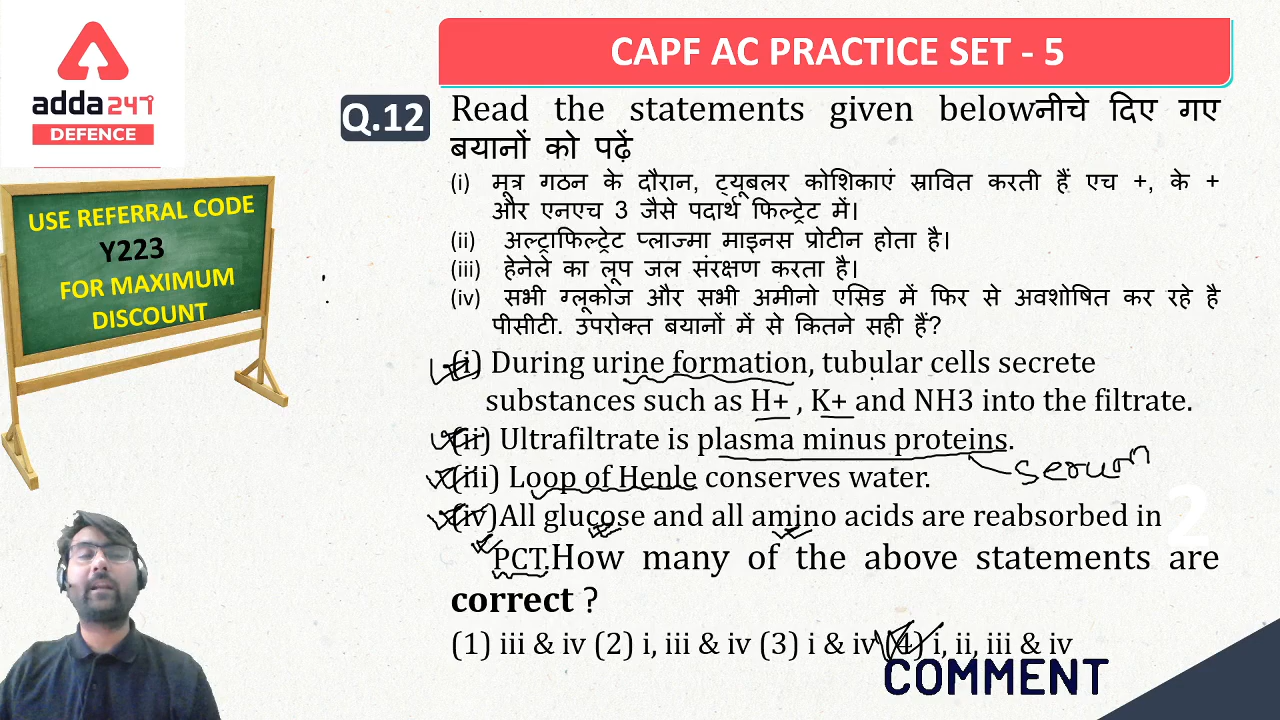 CAPF AC PRACTICE SET - 5
adda247
DEFENCE
Q.12
Read the statements given belowनीचे दिए गए
बयानों को पढ़ें
(i) मूत्र गठन के दौरान, ट्यूबलर कोशिकाएं स्रावित करती हैं एच +, के +
और एनएच 3 जैसे पदार्थ फिल्ट्रेट में।
(ii) अल्ट्राफिल्ट्रेट प्लाज्मा माइनस प्रोटीन होता है।
(iii) हेनेले का लूप जल संरक्षण करता है।
(iv) सभी ग्लूकोज और सभी अमीनो एसिड में फिर से अवशोषित कर रहे है
पीसीटी. उपरोक्त बयानों में से कितने सही हैं?
(i) During urine formation, tubular cells secrete
substances such as H+ , K+ and NH3 into the filtrate.
(ii) Ultrafiltrate is plasma minus proteins.
serum
(iii) Loop of Henle conserves water.
(iv)All glucose and all amino acids are reabsorbed in
PCT.How many of the above statements are
correct ?
(1) iii & iv (2) i, iii & iv (3) i & iv (4) i, ii, iii & iv
COMMENT
USE REFERRAL CODE
Y223
FOR MAXIMUM
DISCOUNT
2